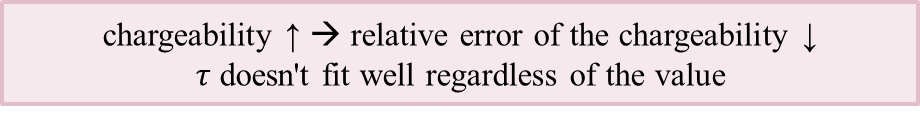 chargeability ↑ → relative error of the chargeability ↓
τ doesn't fit well regardless of the value